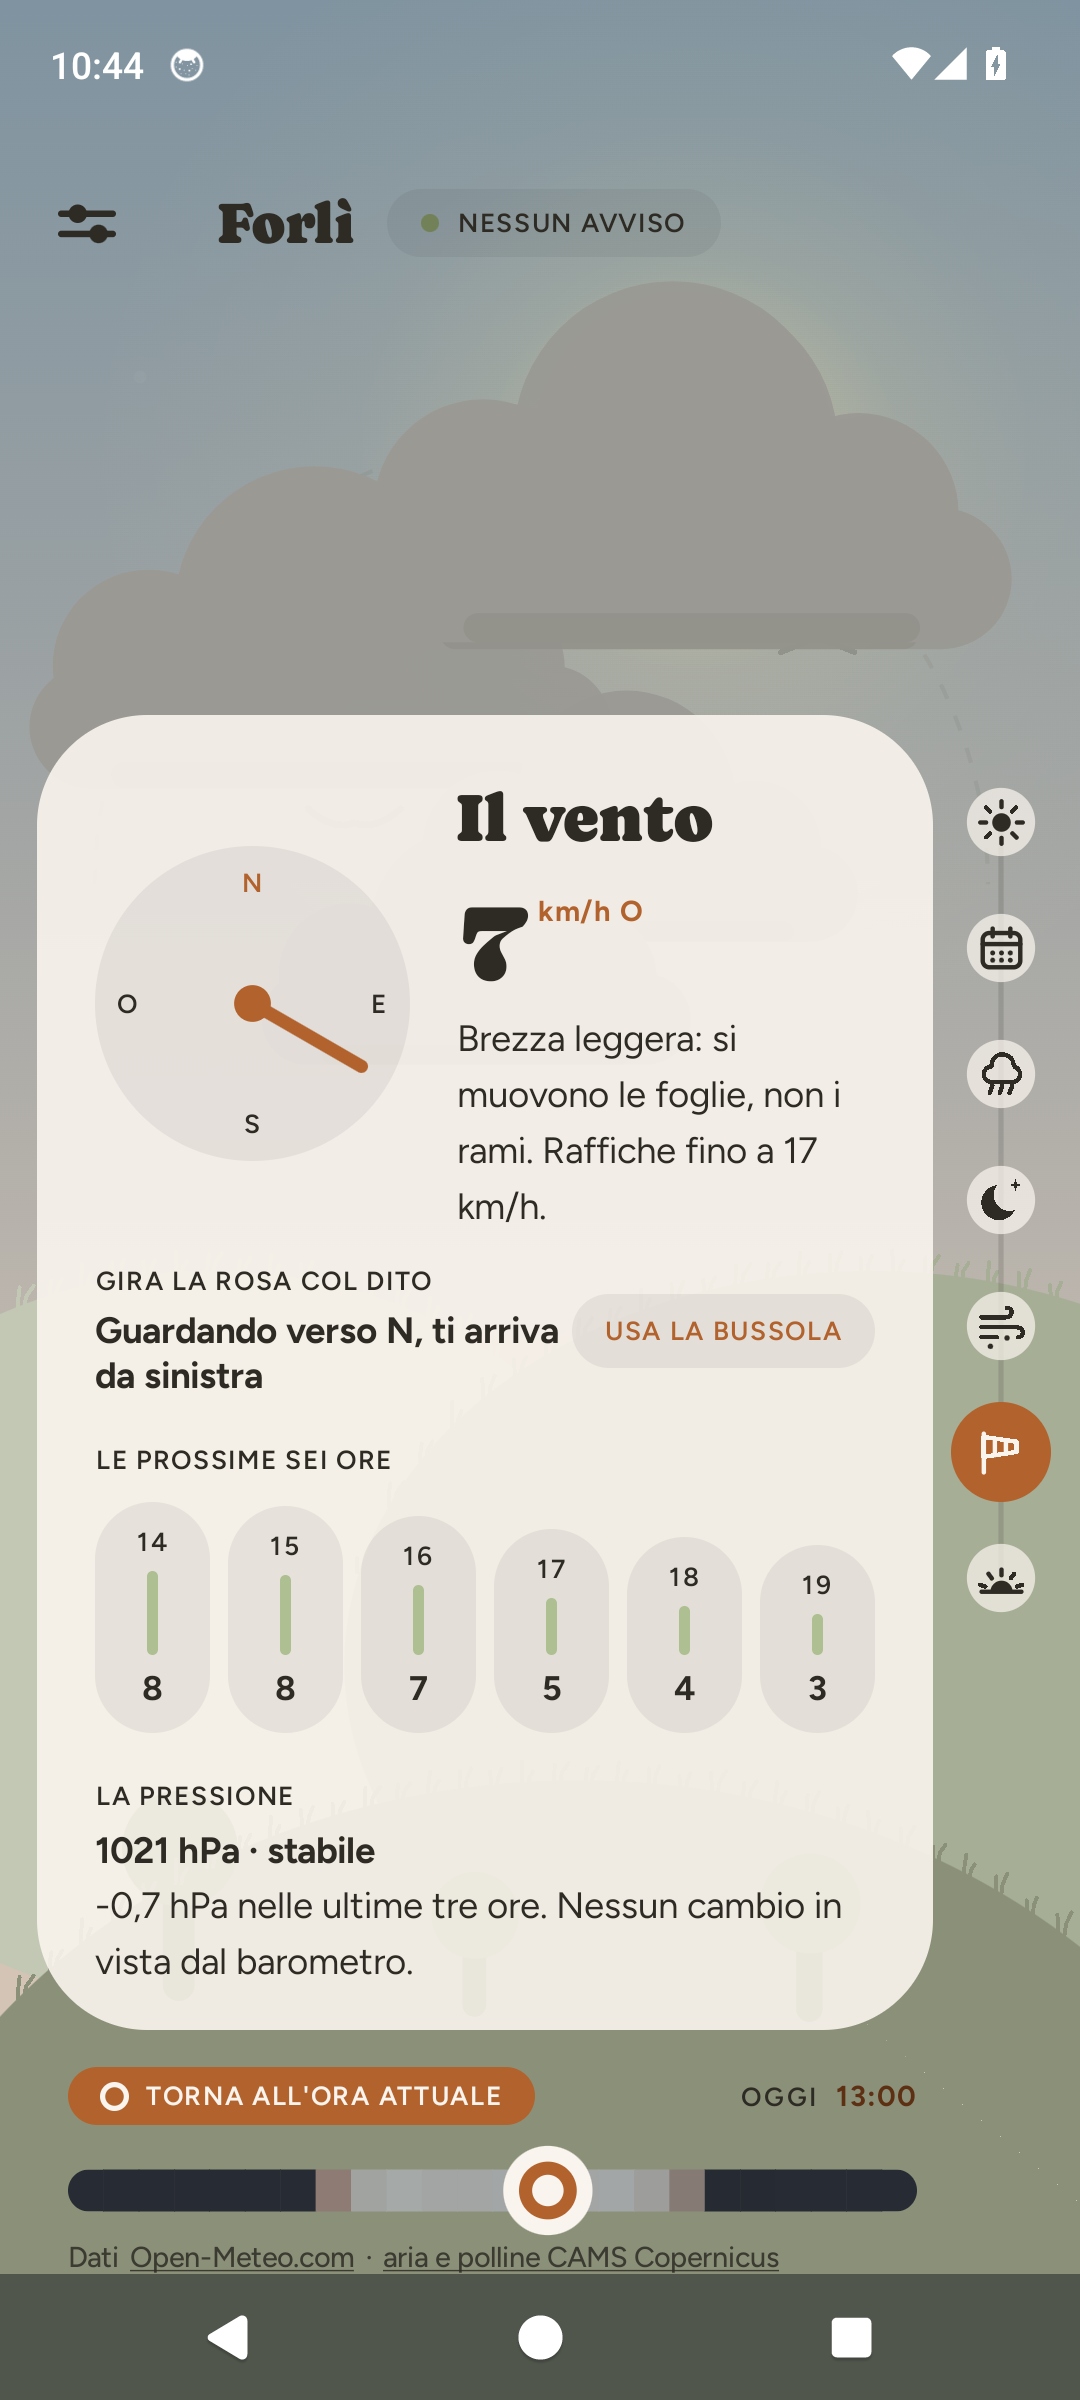 10:44
Forlì
NESSUN AVVISO
Il vento
7 km/h O
N
O
E
S
Brezza leggera: si
muovono le foglie, non i
rami. Raffiche fino a 17
km/h.
GIRA LA ROSA COL DITO
Guardando verso N, ti arriva
da sinistra
USA LA BUSSOLA
LE PROSSIME SEI ORE
14 15 16 17 18 19
8 8 7 5 4 3
LA PRESSIONE
1021 hPa · stabile
-0,7 hPa nelle ultime tre ore. Nessun cambio in
vista dal barometro.
TORNA ALL'ORA ATTUALE
OGGI 13:00
Dati Open-Meteo.com · aria e polline CAMS Copernicus